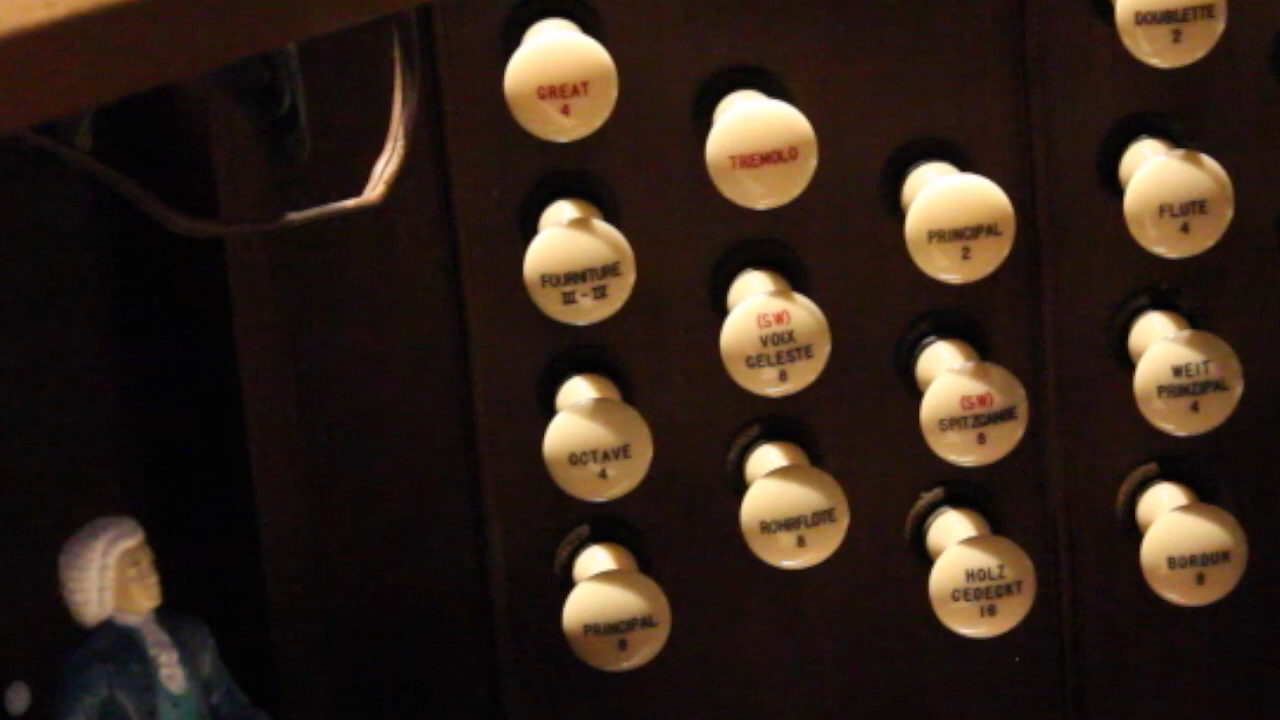 GREAT
4
FOURNITURE
III-IV
OCTAVE
4
PRINCIPAL
8
TREMOLO
(SW)
VOIX
CELESTE
8
ROHRFLÖTE
8
PRINCIPAL
2
(SW)
SPITZGAMBE
8
HOLZ
GEDECKT
16
DOUBLETTE
2
FLUTE
4
WEIT
PRINZIPAL
4
BORDUN
8